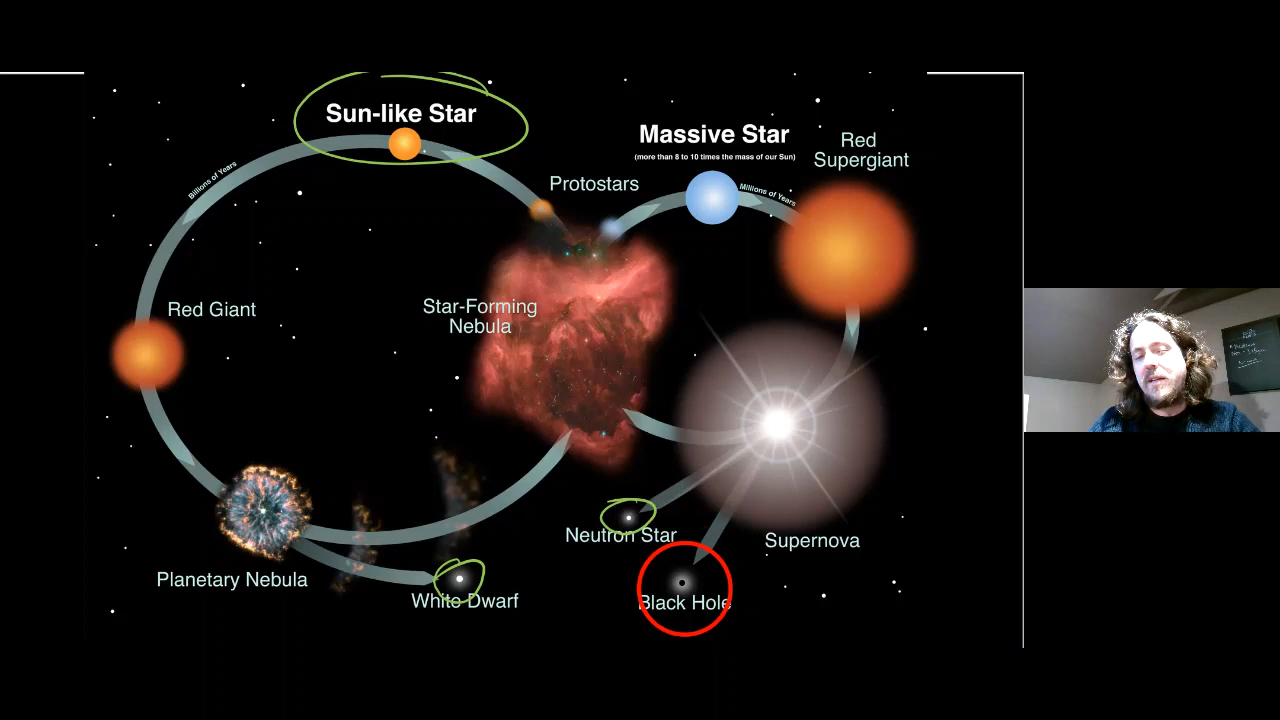 Sun-like Star
Massive Star
(more than 8 to 10 times the mass of our Sun)
Red
Supergiant
Protostars
Billions of Years
Millions of Years
Red Giant
Star-Forming
Nebula
Neutron Star
Supernova
Planetary Nebula
White Dwarf
Black Hole